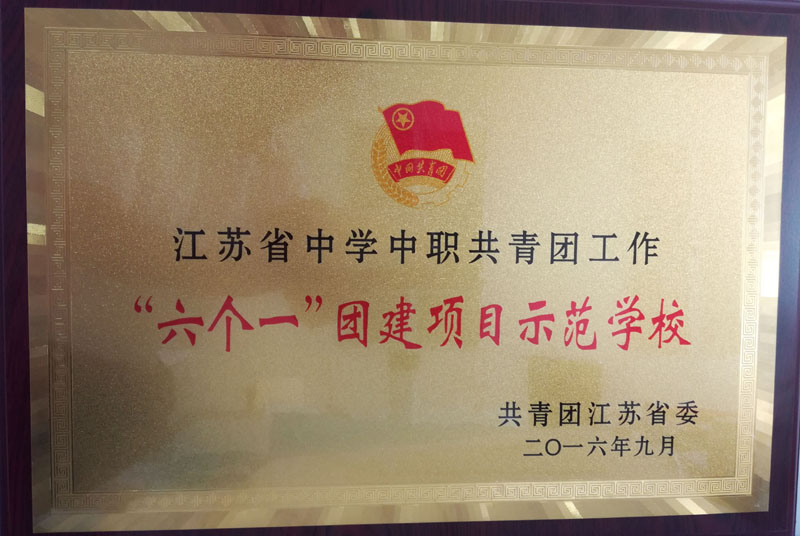 中国共青团
江苏省中学中职共青团工作
“六个一”团建项目示范学校
共青团江苏省委
二〇一六年九月